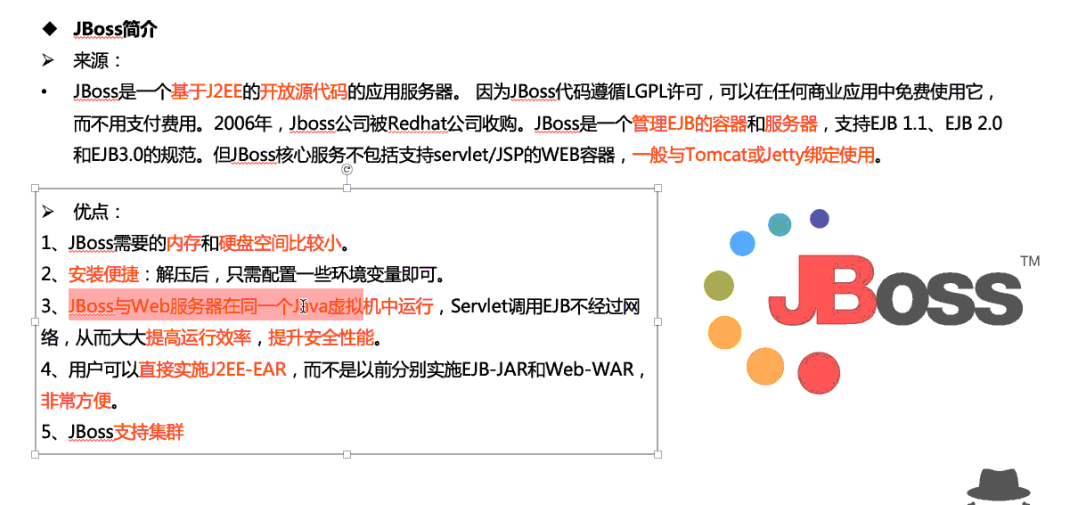 ◆ JBoss简介
➢ 来源：
• JBoss是一个基于J2EE的开放源代码的应用服务器。 因为JBoss代码遵循LGPL许可，可以在任何商业应用中免费使用它，
而不用支付费用。2006年，Jboss公司被Redhat公司收购。JBoss是一个管理EJB的容器和服务器，支持EJB 1.1、EJB 2.0
和EJB3.0的规范。但JBoss核心服务不包括支持servlet/JSP的WEB容器，一般与Tomcat或Jetty绑定使用。
➢ 优点：
1、JBoss需要的内存和硬盘空间比较小。
2、安装便捷：解压后，只需配置一些环境变量即可。
3、JBoss与Web服务器在同一个Java虚拟机中运行，Servlet调用EJB不经过网
络，从而大大提高运行效率，提升安全性能。
4、用户可以直接实施J2EE-EAR，而不是以前分别实施EJB-JAR和Web-WAR，
非常方便。
5、JBoss支持集群
JBoss TM